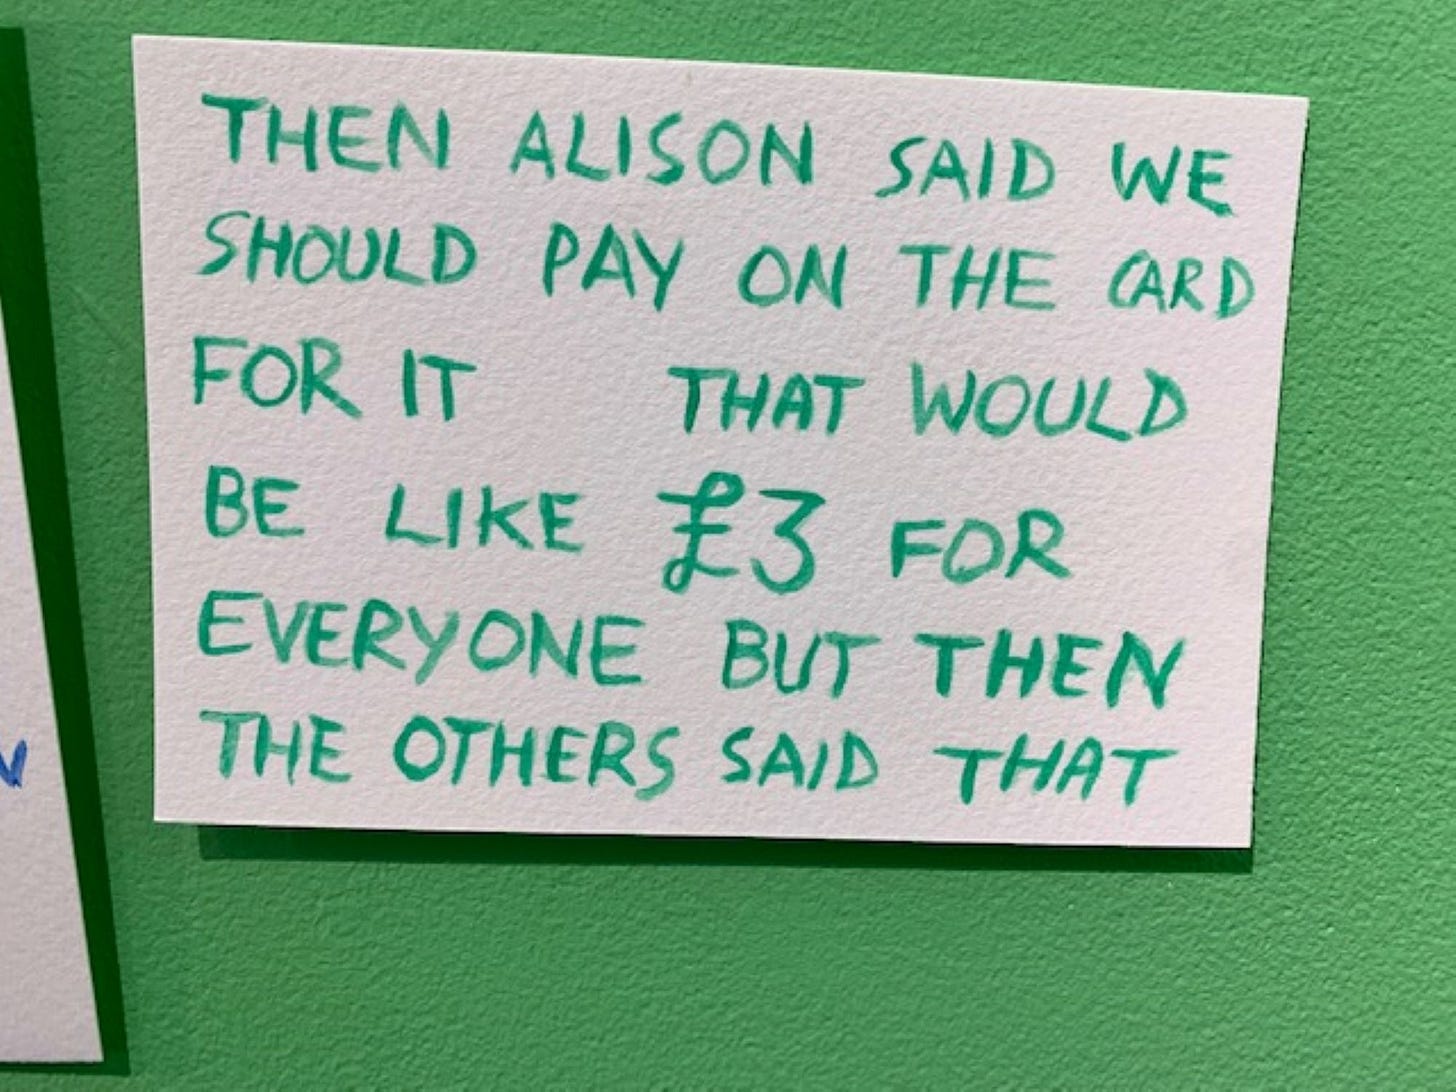 THEN ALISON SAID WE
SHOULD PAY ON THE CARD
FOR IT THAT WOULD
BE LIKE £3 FOR
EVERYONE BUT THEN
THE OTHERS SAID THAT